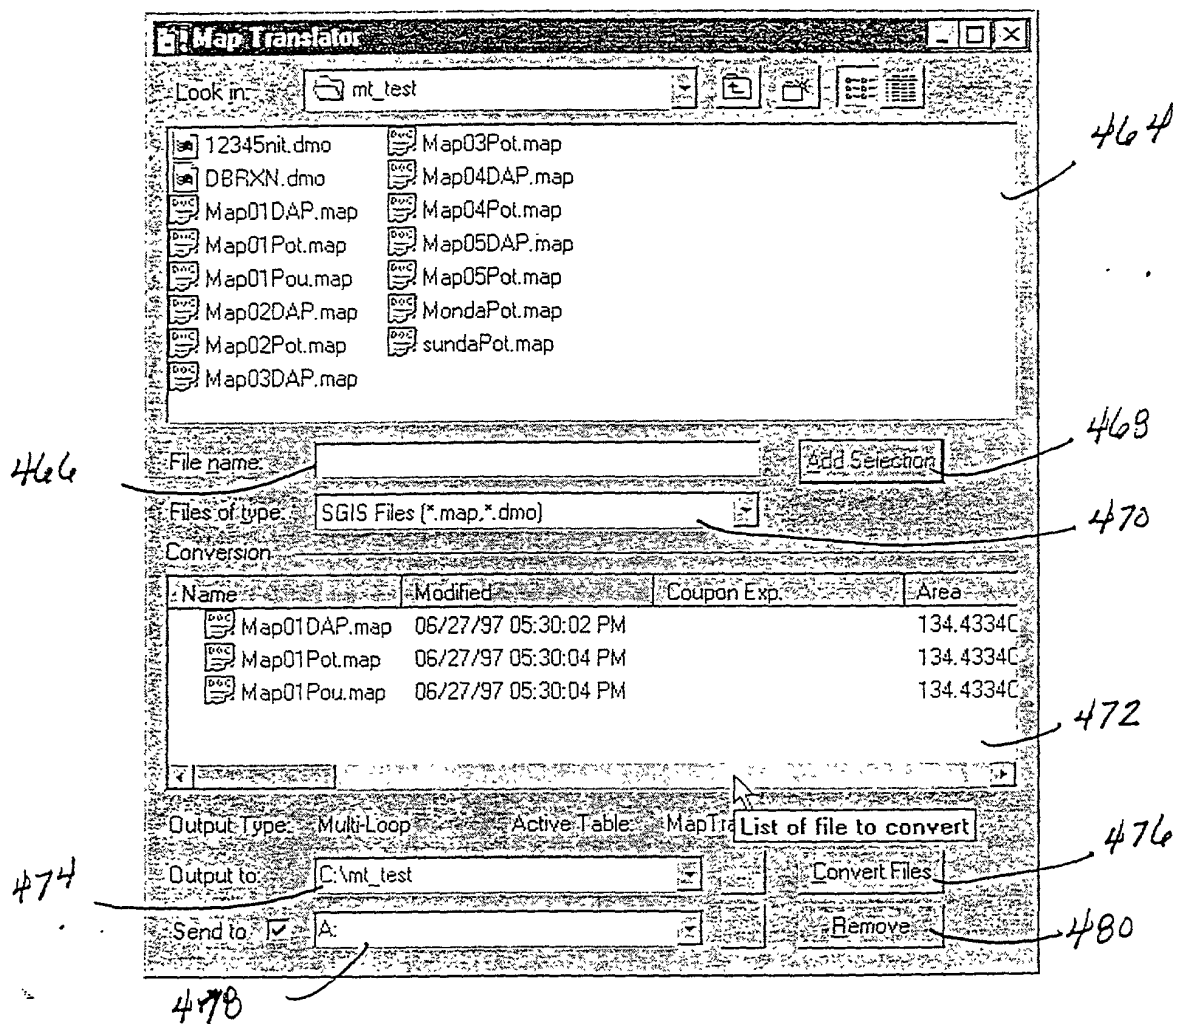 Map Translator
Look in: mt_test
464
12345nit.dmo
DBRXN.dmo
Map01DAP.map
Map01Pot.map
Map01Pou.map
Map02DAP.map
Map02Pot.map
Map03DAP.map
Map03Pot.map
Map04DAP.map
Map04Pot.map
Map05DAP.map
Map05Pot.map
MondaPot.map
sundaPot.map
466
File name:
Add Selection
468
Files of type: SGIS Files (*.map,*.dmo)
470
Conversion
Name Modified Coupon Exp. Area
Map01DAP.map 06/27/97 05:30:02 PM 134.43340
Map01Pot.map 06/27/97 05:30:04 PM 134.43340
Map01Pou.map 06/27/97 05:30:04 PM 134.43340
472
Output Type: Multi-Loop Active Table: MapTra
List of file to convert
474
Output to: C:\mt_test
Convert Files
476
Send to: A:
Remove
480
478